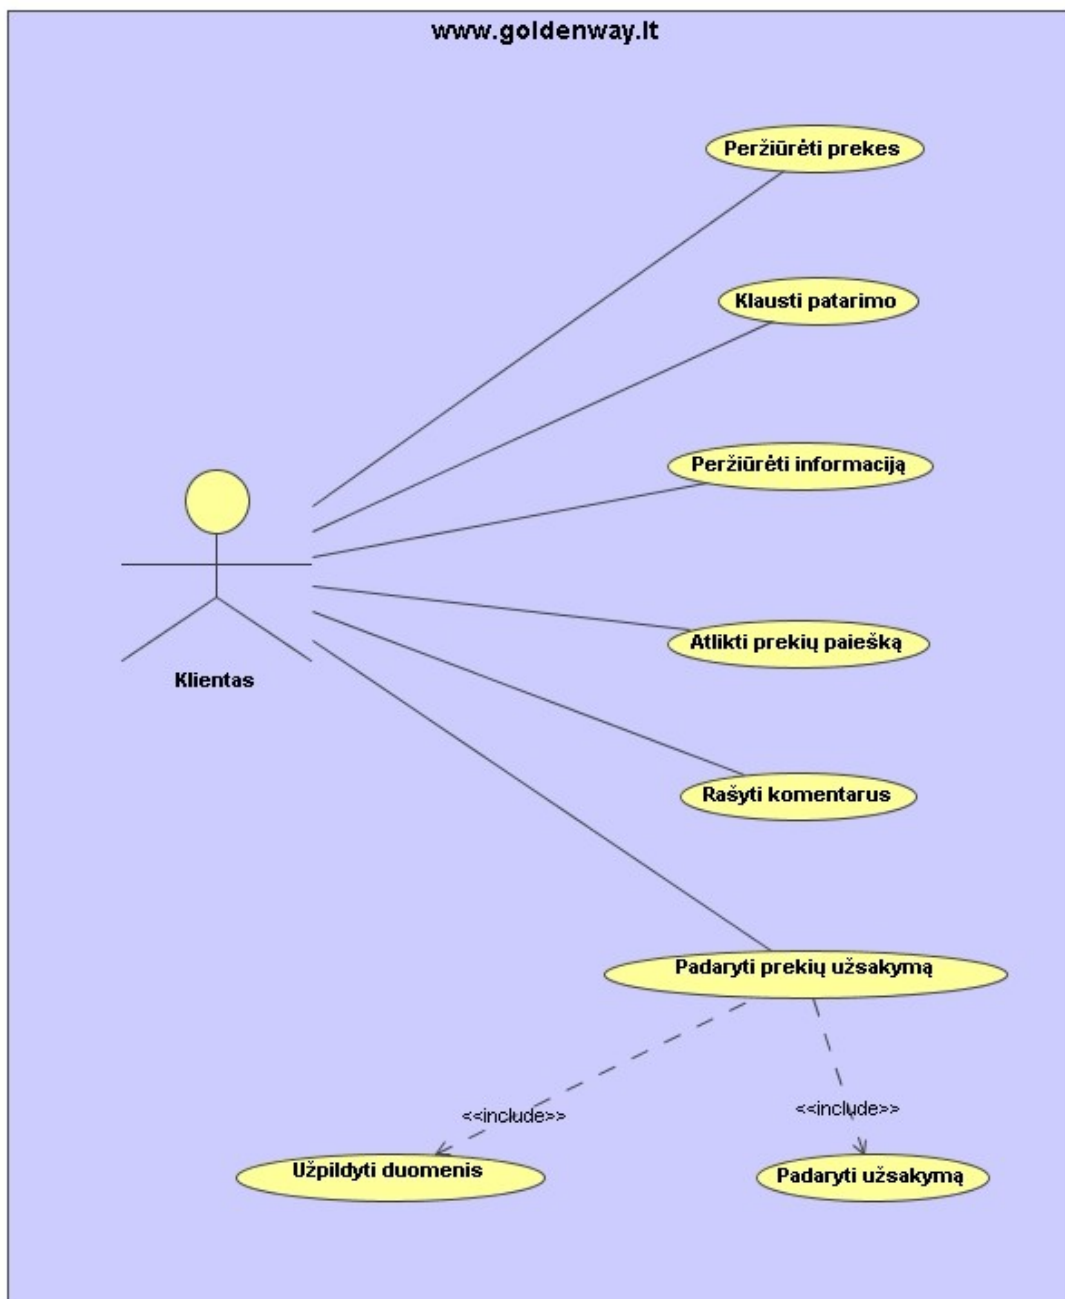 www.goldenway.lt
Peržiūrėti prekes
Klausti patarimo
Peržiūrėti informaciją
Atlikti prekių paiešką
Klientas
Rašyti komentarus
Padaryti prekių užsakymą
<<include>>
<<include>>
Užpildyti duomenis
Padaryti užsakymą